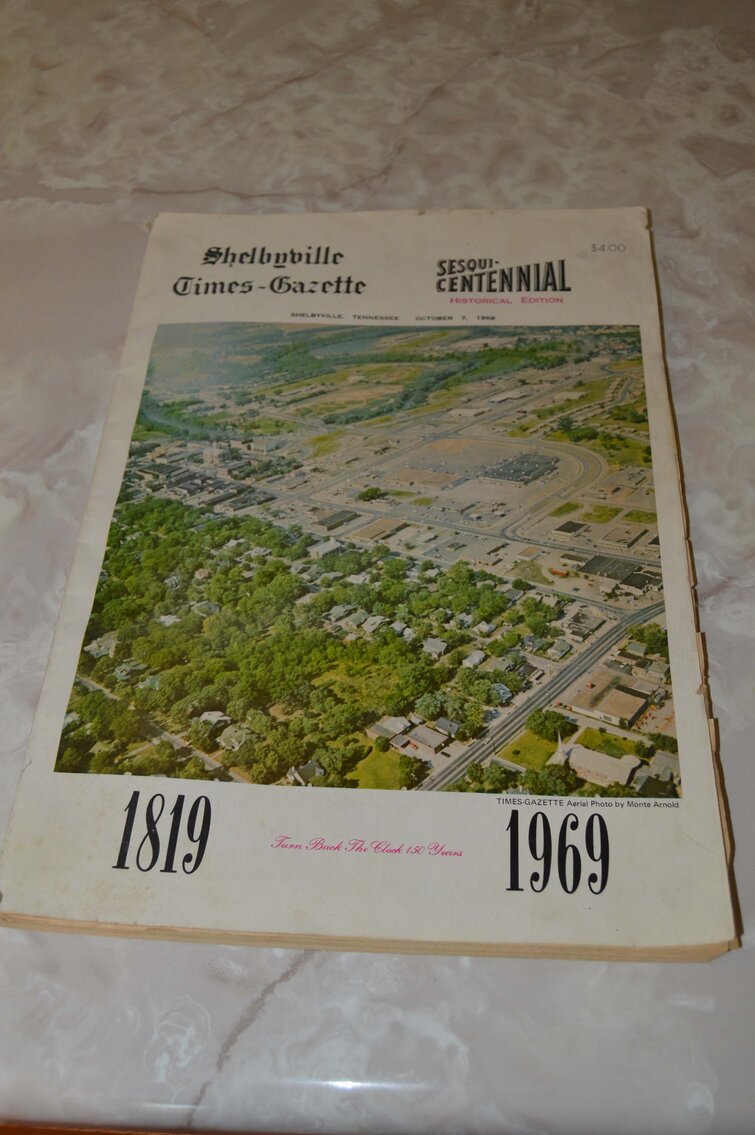 Shelbyville
Times-Gazette
SESQUI-
CENTENNIAL
HISTORICAL EDITION
$4.00
SHELBYVILLE, TENNESSEE OCTOBER 7, 1969
TIMES-GAZETTE Aerial Photo by Monte Arnold
1819
Turn Back The Clock 150 Years
1969